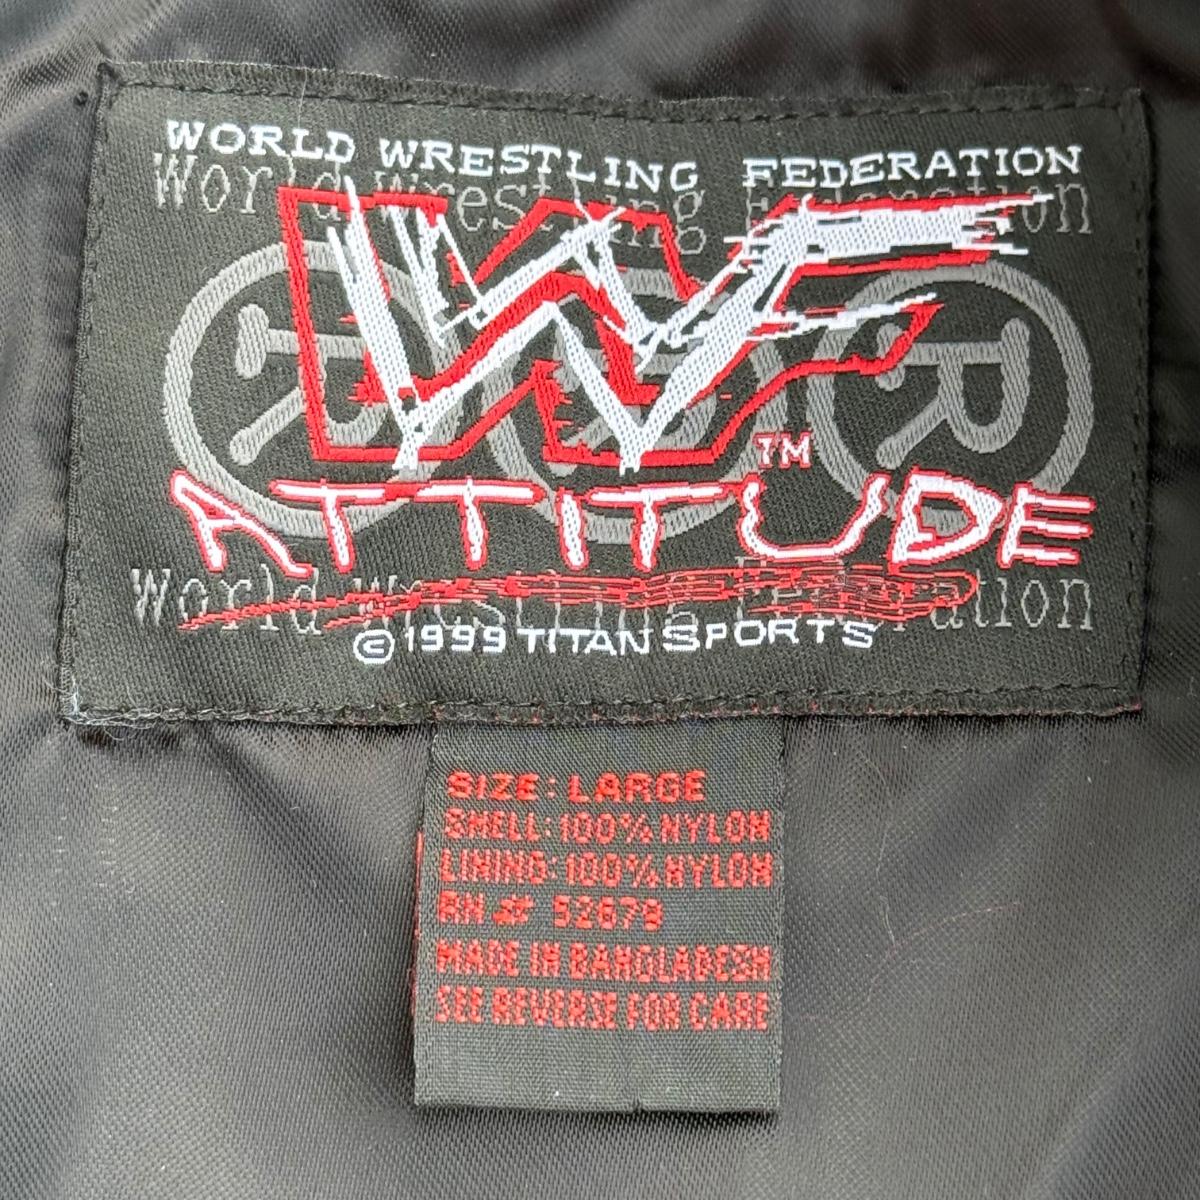 WORLD WRESTLING FEDERATION
World Wrestling Federation
R R R
WF
TM
ATTITUDE
World Wrestling Federation
© 1999 TITAN SPORTS
SIZE: LARGE
SHELL: 100% NYLON
LINING: 100% NYLON
RN # 52679
MADE IN BANGLADESH
SEE REVERSE FOR CARE